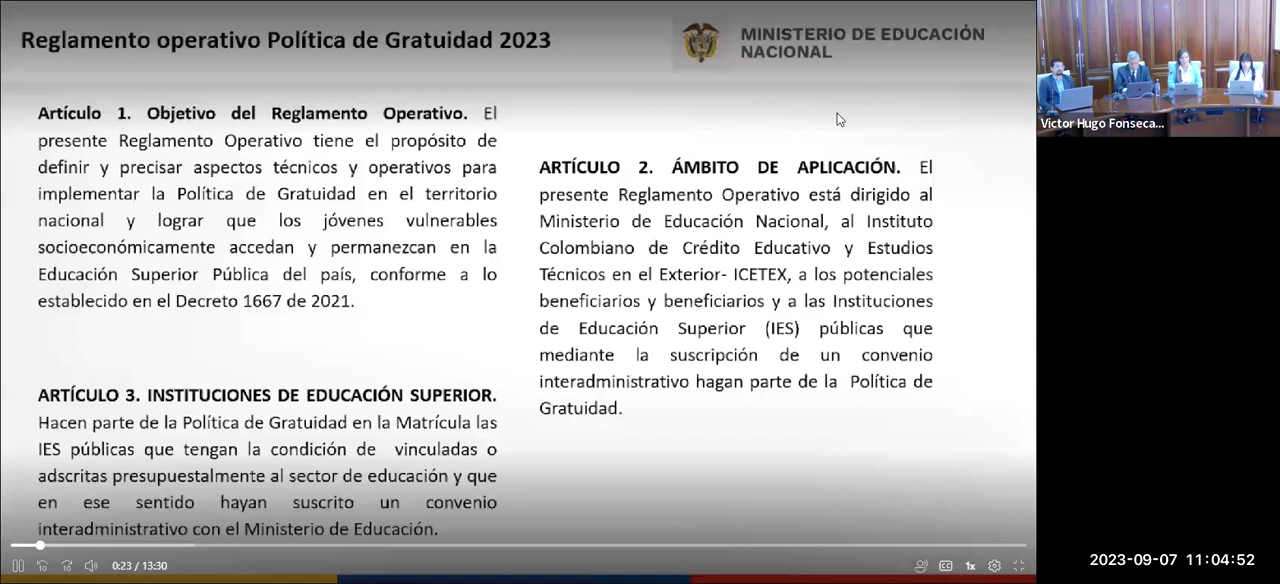 Reglamento operativo Política de Gratuidad 2023
MINISTERIO DE EDUCACIÓN
NACIONAL
Artículo 1. Objetivo del Reglamento Operativo. El
presente Reglamento Operativo tiene el propósito de
definir y precisar aspectos técnicos y operativos para
implementar la Política de Gratuidad en el territorio
nacional y lograr que los jóvenes vulnerables
socioeconómicamente accedan y permanezcan en la
Educación Superior Pública del país, conforme a lo
establecido en el Decreto 1667 de 2021.
ARTÍCULO 3. INSTITUCIONES DE EDUCACIÓN SUPERIOR.
Hacen parte de la Política de Gratuidad en la Matrícula las
IES públicas que tengan la condición de vinculadas o
adscritas presupuestalmente al sector de educación y que
en ese sentido hayan suscrito un convenio
interadministrativo con el Ministerio de Educación.
ARTÍCULO 2. ÁMBITO DE APLICACIÓN. El
presente Reglamento Operativo está dirigido al
Ministerio de Educación Nacional, al Instituto
Colombiano de Crédito Educativo y Estudios
Técnicos en el Exterior- ICETEX, a los potenciales
beneficiarios y beneficiarios y a las Instituciones
de Educación Superior (IES) públicas que
mediante la suscripción de un convenio
interadministrativo hagan parte de la Política de
Gratuidad.
Victor Hugo Fonseca...
10
10
0:23 / 13:30
CC
1x
2023-09-07 11:04:52